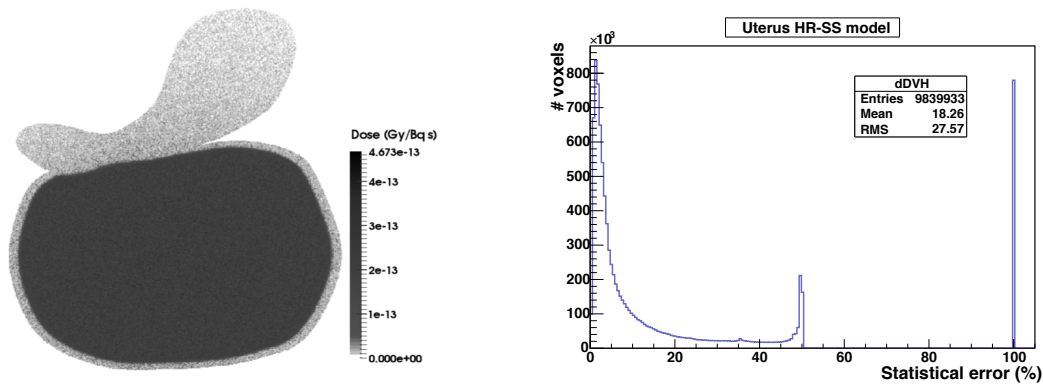 Dose (Gy/Bq s)
4.673e-13
4e-13
3e-13
2e-13
1e-13
0.000e+00
Uterus HR-SS model
×10³
# voxels
800
700
600
500
400
300
200
100
0
dDVH
Entries 9839933
Mean 18.26
RMS 27.57
0 20 40 60 80 100
Statistical error (%)